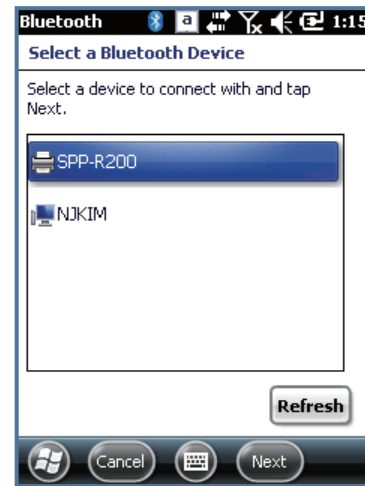 Bluetooth a 1:15
Select a Bluetooth Device
Select a device to connect with and tap
Next.
SPP-R200
NJKIM
Refresh
Cancel Next